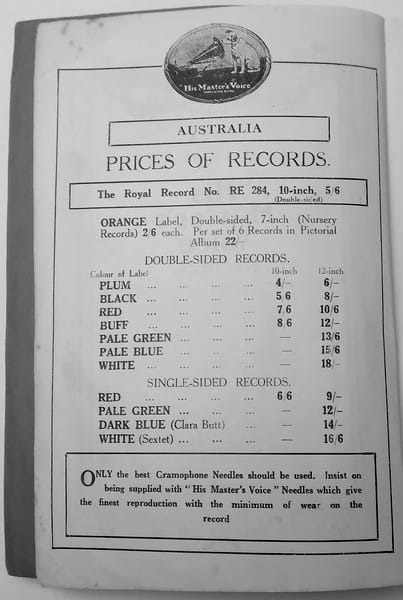 "His Master's Voice"
AUSTRALIA
PRICES OF RECORDS.
The Royal Record No. RE 284, 10-inch, 5/6
(Double-sided)
ORANGE Label, Double-sided, 7-inch (Nursery
Records) 2/6 each. Per set of 6 Records in Pictorial
Album 22/-
DOUBLE-SIDED RECORDS.
Colour of Label 10-inch 12-inch
PLUM ... ... ... ... 4/- 6/-
BLACK ... ... ... ... 5/6 8/-
RED ... ... ... ... 7/6 10/6
BUFF ... ... ... ... 8/6 12/-
PALE GREEN ... ... ... — 13/6
PALE BLUE ... ... ... — 15/6
WHITE ... ... ... ... — 18/-
SINGLE-SIDED RECORDS.
RED ... ... ... ... 6/6 9/-
PALE GREEN ... ... ... — 12/-
DARK BLUE (Clara Butt) ... — 14/-
WHITE (Sextet) ... ... ... — 16/6
ONLY the best Gramophone Needles should be used. Insist on
being supplied with "His Master's Voice" Needles which give
the finest reproduction with the minimum of wear on the
record